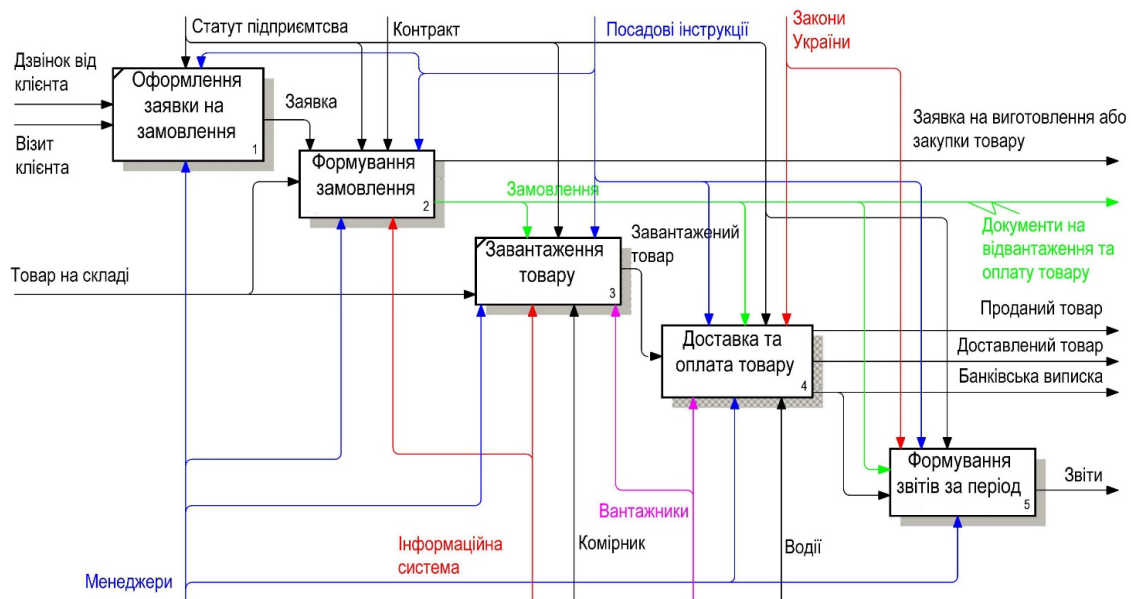 Статут підприємтсва
Контракт
Посадові інструкції
Закони
України
Дзвінок від
клієнта
Візит
клієнта
Оформлення
заявки на
замовлення
1
Заявка
Формування
замовлення
2
Заявка на виготовлення або
закупки товару
Замовлення
Документи на
відвантаження та
оплату товару
Товар на складі
Завантаження
товару
3
Завантажений
товар
Доставка та
оплата товару
4
Проданий товар
Доставлений товар
Банківська виписка
Формування
звітів за період
5
Звіти
Менеджери
Інформаційна
система
Комірник
Вантажники
Водії